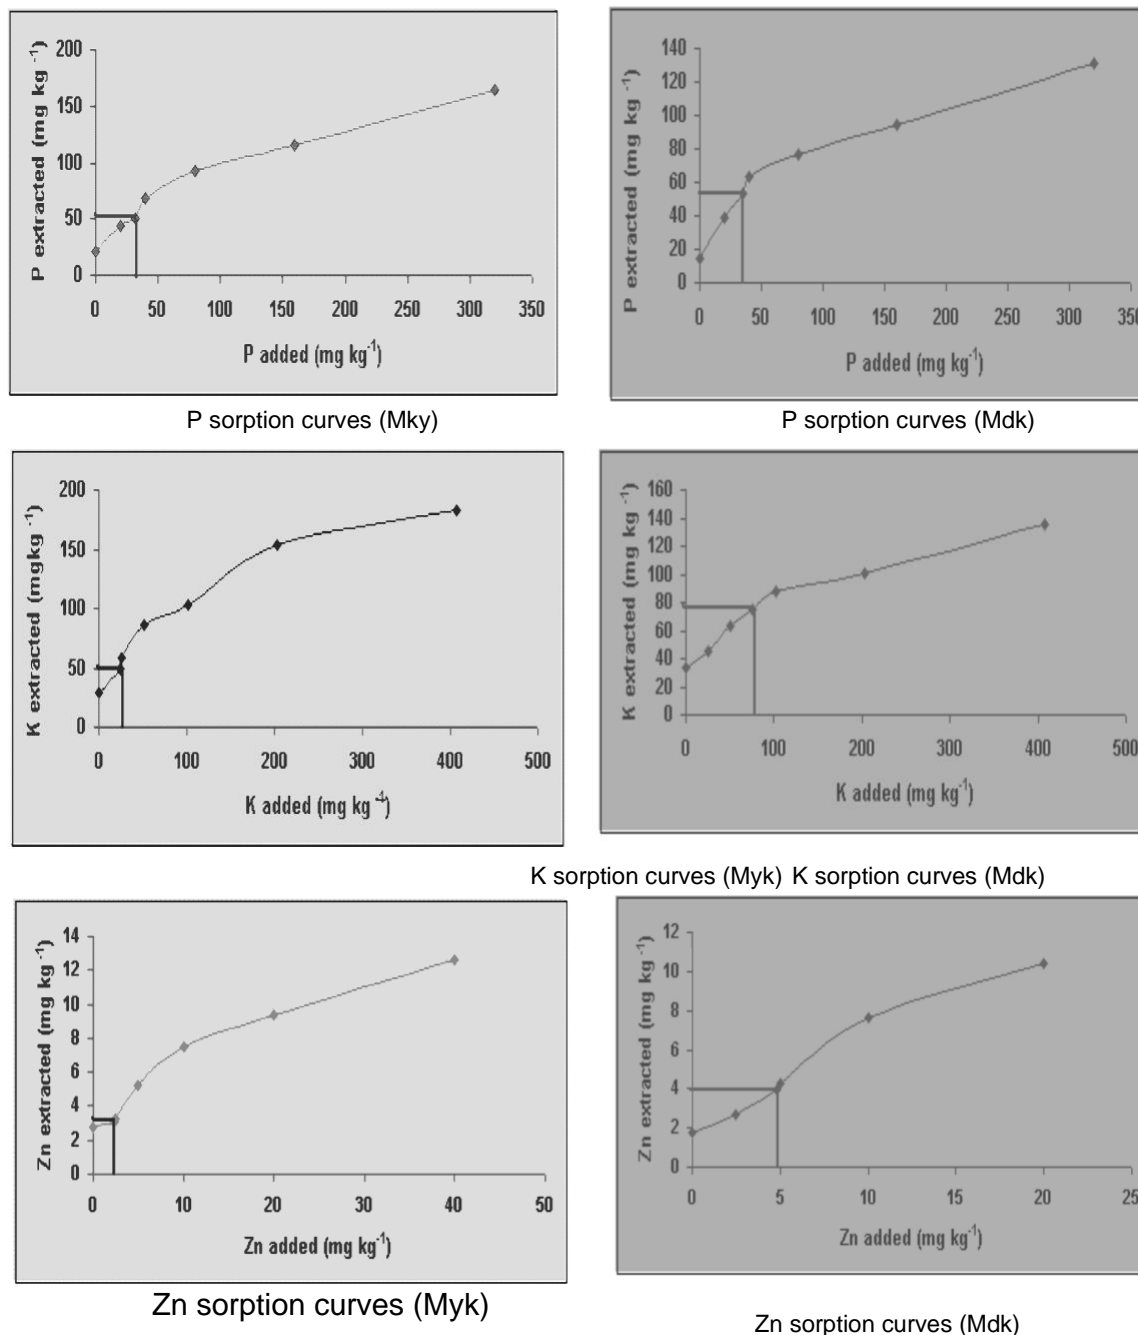 P extracted (mg kg -1)
200
150
100
50
0
0 50 100 150 200 250 300 350
P added (mg kg-1)
P sorption curves (Mky)
P extracted (mg kg -1)
140
120
100
80
60
40
20
0
0 50 100 150 200 250 300 350
P added (mg kg-1)
P sorption curves (Mdk)
K extracted (mgkg -1)
200
150
100
50
0
0 100 200 300 400 500
K added (mg kg-1)
K extracted (mg kg -1)
160
140
120
100
80
60
40
20
0
0 100 200 300 400 500
K added (mg kg-1)
K sorption curves (Myk) K sorption curves (Mdk)
Zn extracted (mg kg -1)
14
12
10
8
6
4
2
0
0 10 20 30 40 50
Zn added (mg kg-1)
Zn sorption curves (Myk)
Zn extracted (mg kg -1)
12
10
8
6
4
2
0
0 5 10 15 20 25
Zn added (mg kg-1)
Zn sorption curves (Mdk)